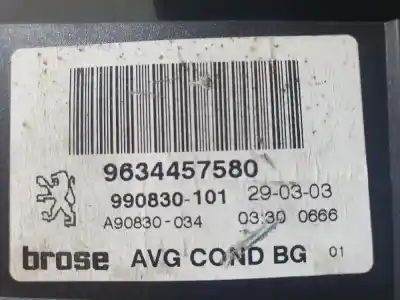 9634457580
990830-101 29-03-03
A90830-034 03:30 0666
brose AVG COND BG 01